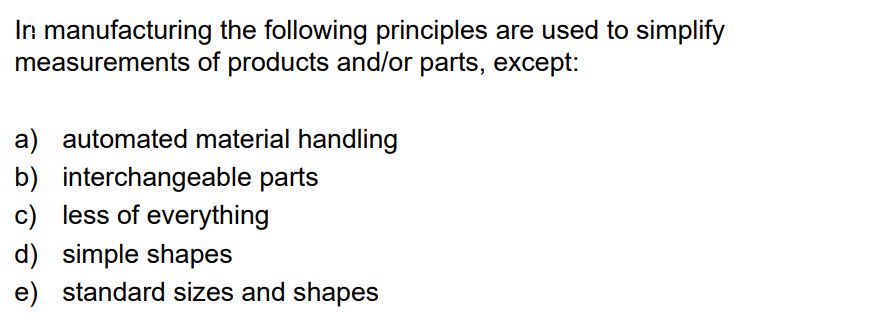 In manufacturing the following principles are used to simplify
measurements of products and/or parts, except:
a) automated material handling
b) interchangeable parts
c) less of everything
d) simple shapes
e) standard sizes and shapes